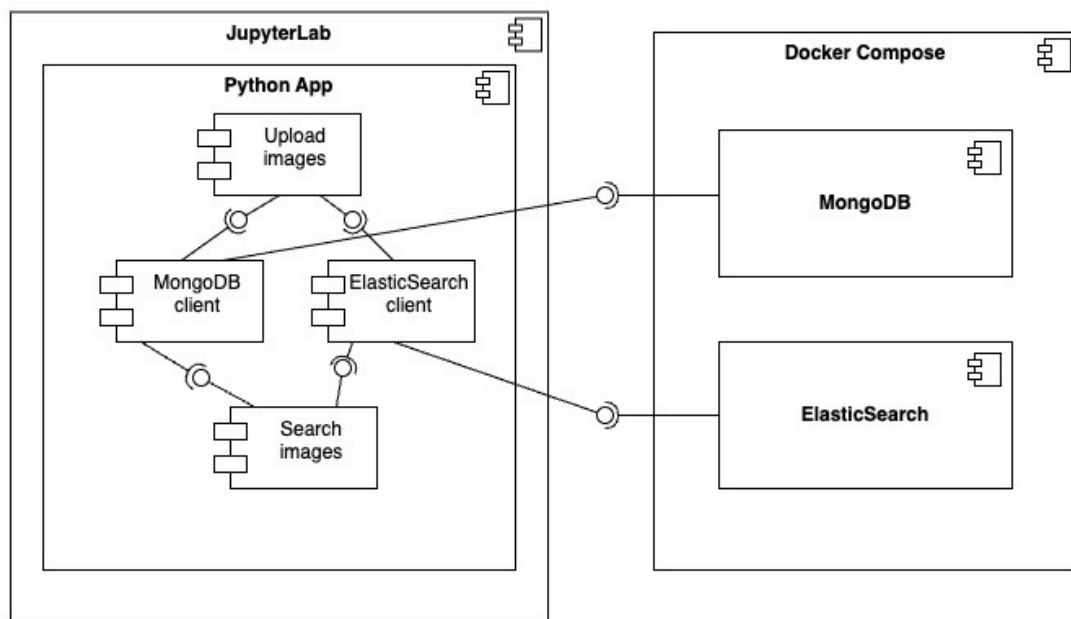 JupyterLab
Python App
Upload
images
MongoDB
client
ElasticSearch
client
Search
images
Docker Compose
MongoDB
ElasticSearch